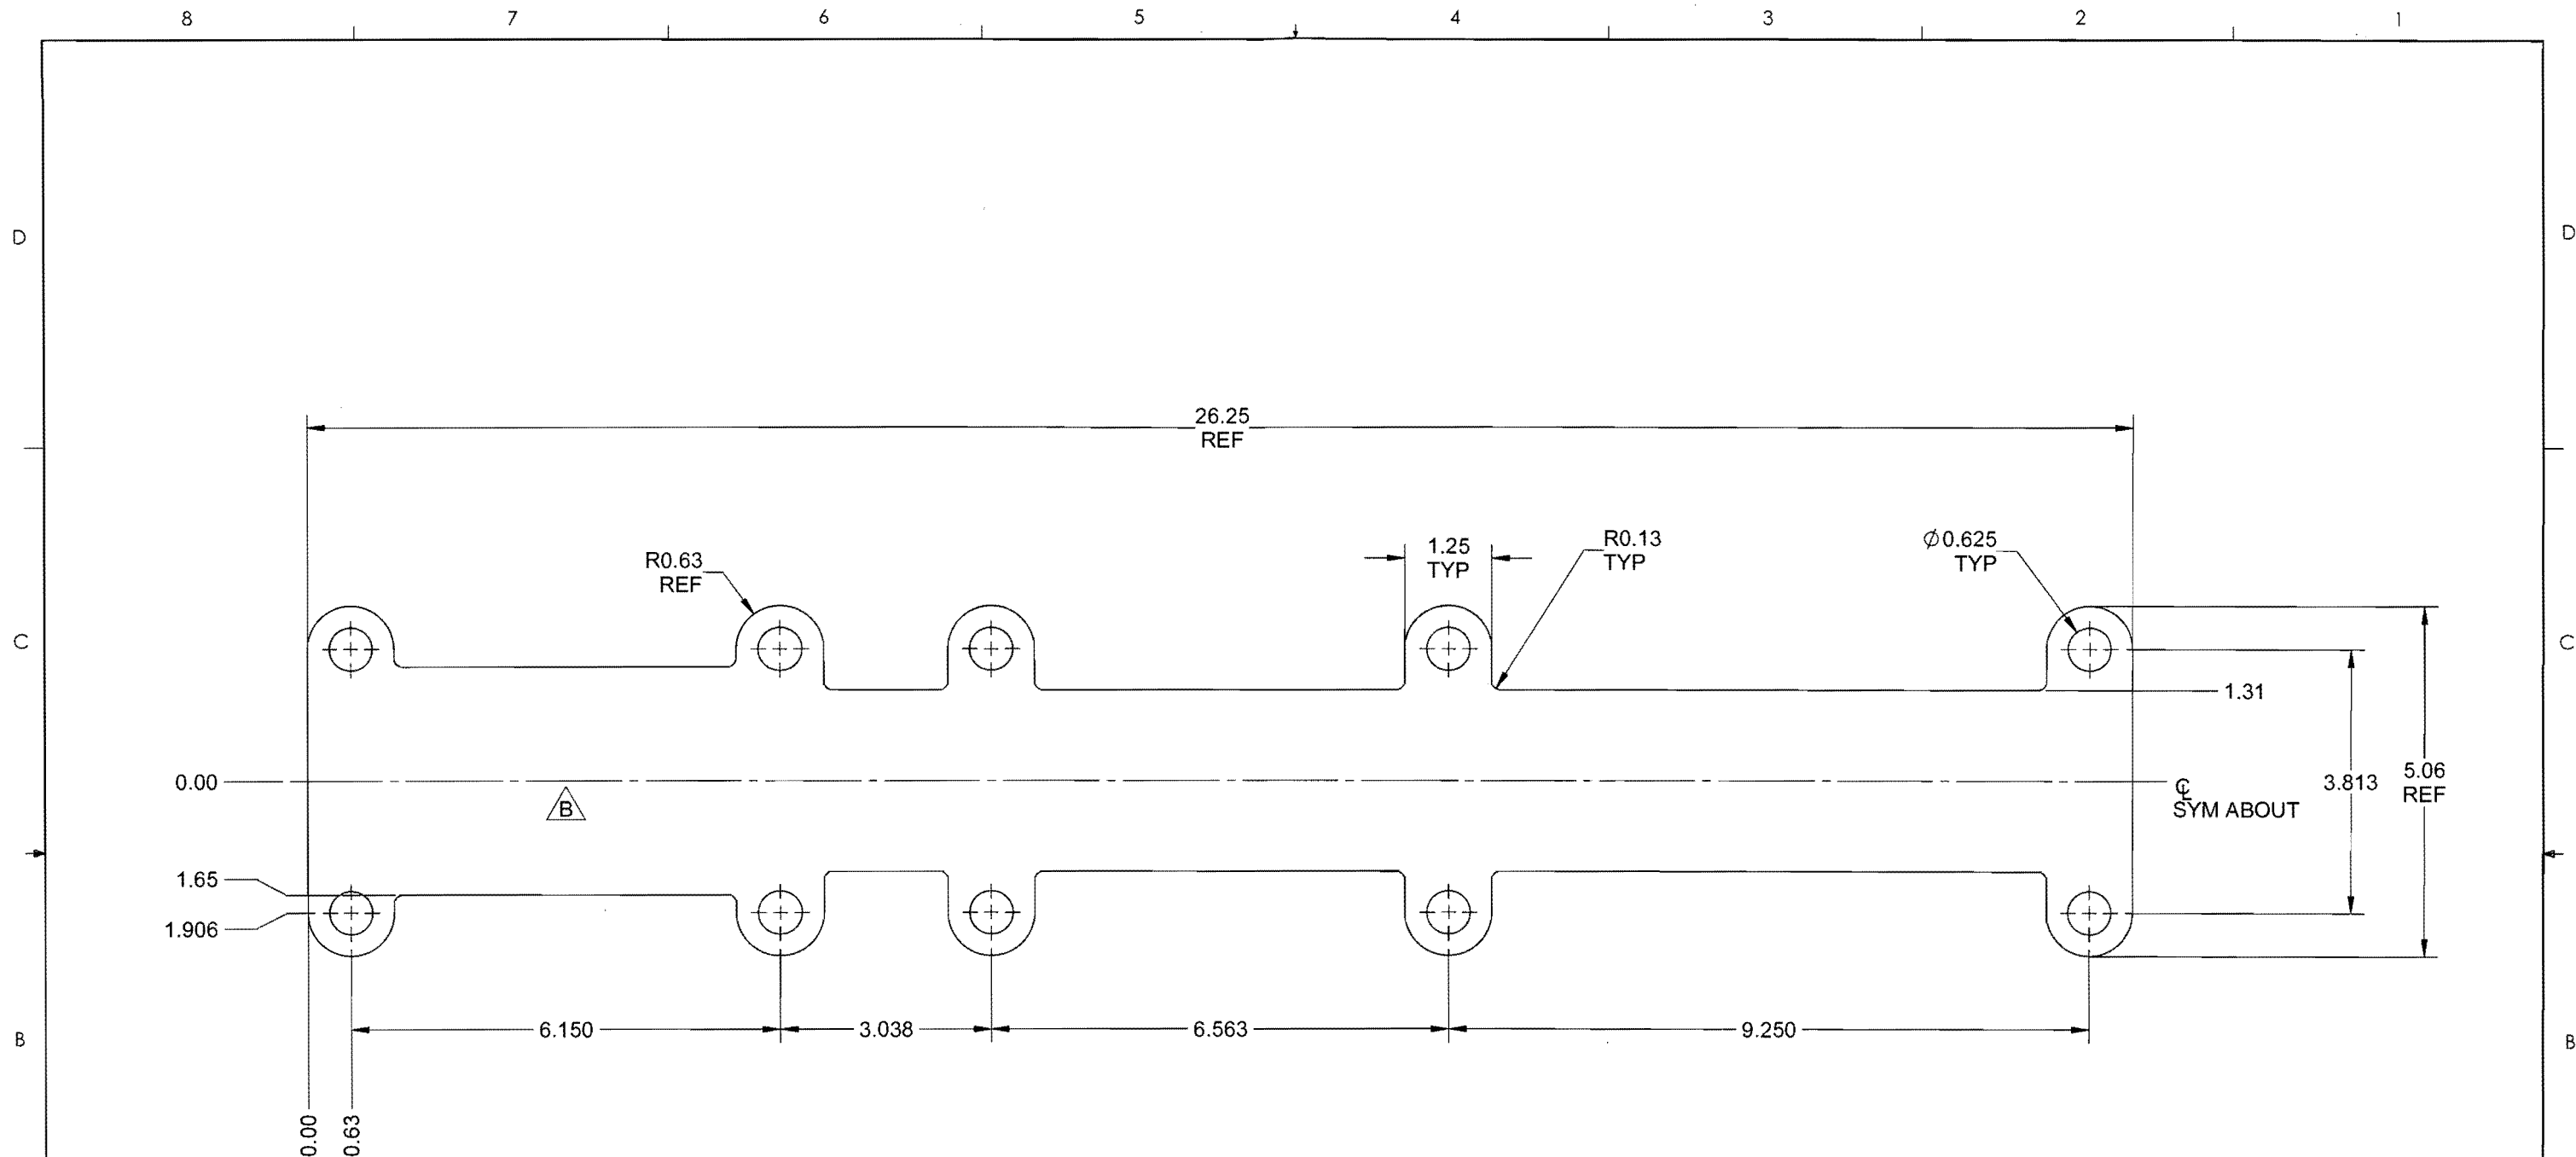 8 7 6 5 4 3 2 1
D D
26.25
REF
R0.63
REF
1.25
TYP
R0.13
TYP
Ø0.625
TYP
C C
1.31
0.00
B
℄
SYM ABOUT
3.813
5.06
REF
1.65
1.906
6.150 3.038 6.563 9.250
B B
0.00
0.63